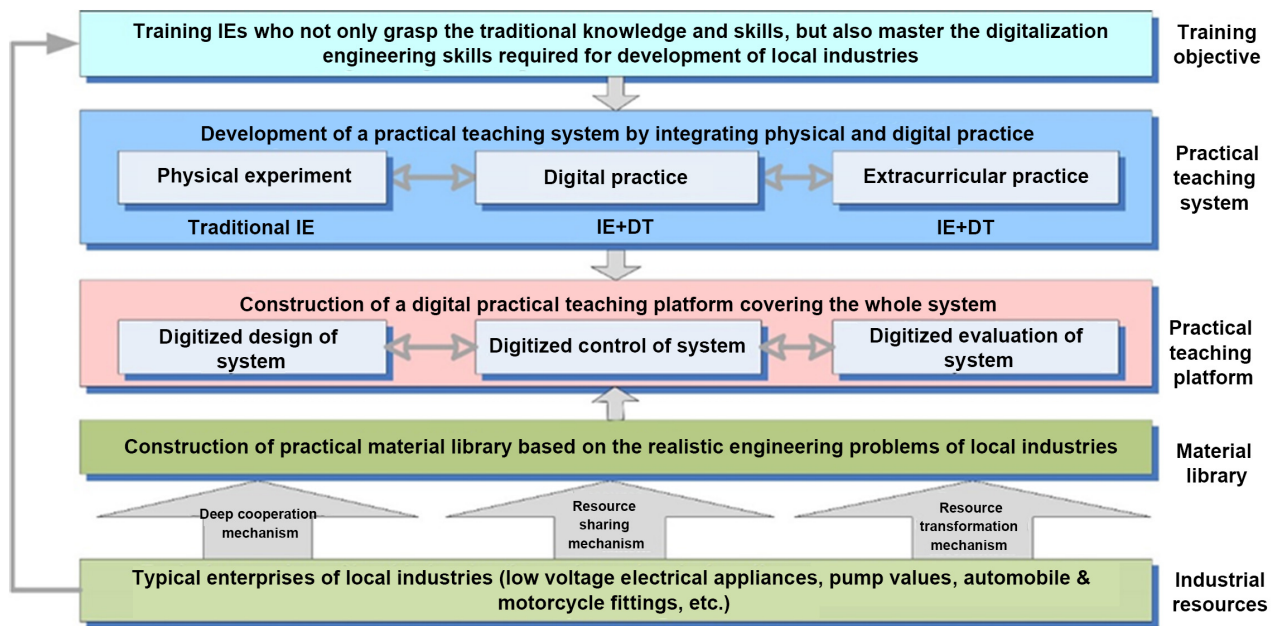 Training IEs who not only grasp the traditional knowledge and skills, but also master the digitalization
engineering skills required for development of local industries
Training
objective
Development of a practical teaching system by integrating physical and digital practice
Physical experiment
Digital practice
Extracurricular practice
Traditional IE
IE+DT
IE+DT
Practical
teaching
system
Construction of a digital practical teaching platform covering the whole system
Digitized design of
system
Digitized control of system
Digitized evaluation of
system
Practical
teaching
platform
Construction of practical material library based on the realistic engineering problems of local industries
Material
library
Deep cooperation
mechanism
Resource
sharing
mechanism
Resource
transformation
mechanism
Typical enterprises of local industries (low voltage electrical appliances, pump values, automobile &
motorcycle fittings, etc.)
Industrial
resources